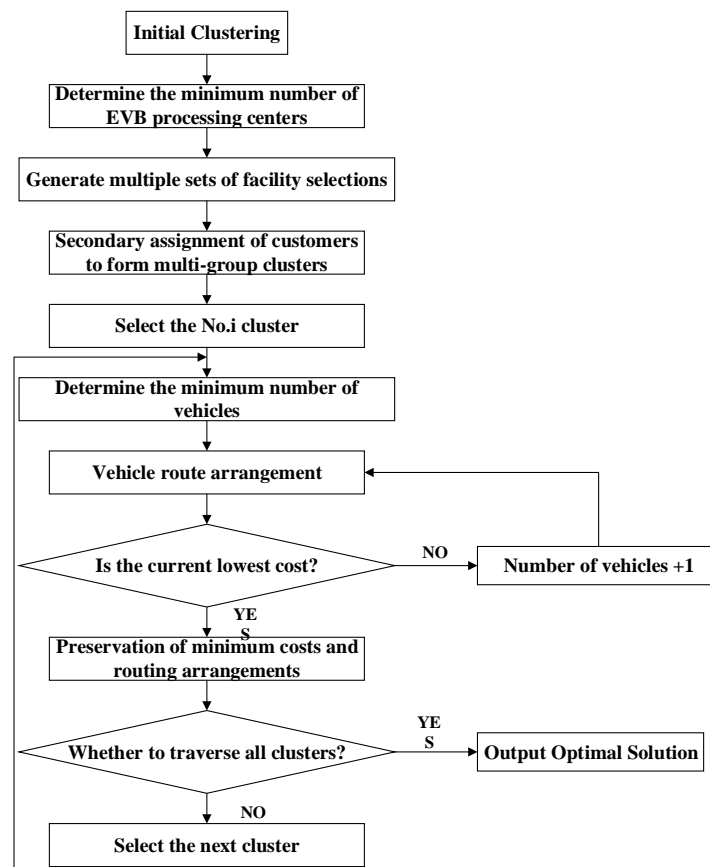 Initial Clustering
Determine the minimum number of
EVB processing centers
Generate multiple sets of facility selections
Secondary assignment of customers
to form multi-group clusters
Select the No.i cluster
Determine the minimum number of
vehicles
Vehicle route arrangement
Is the current lowest cost?
NO
Number of vehicles +1
YE
S
Preservation of minimum costs and
routing arrangements
Whether to traverse all clusters?
YE
S
Output Optimal Solution
NO
Select the next cluster